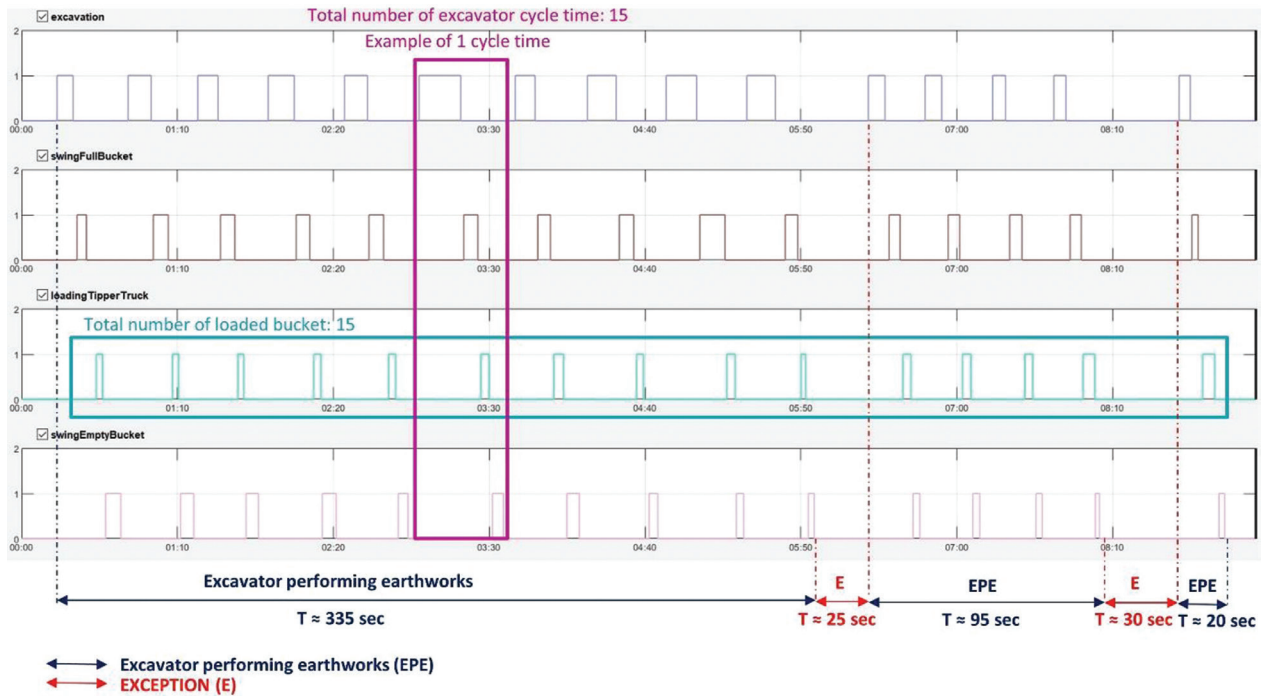 excavation
Total number of excavator cycle time: 15
Example of 1 cycle time
2
1
0
00:00 01:10 02:20 03:30 04:40 05:50 07:00 08:10
swingFullBucket
2
1
0
00:00 01:10 02:20 03:30 04:40 05:50 07:00 08:10
loadingTipperTruck
2
Total number of loaded bucket: 15
1
0
00:00 01:10 02:20 03:30 04:40 05:50 07:00 08:10
swingEmptyBucket
2
1
0
00:00 01:10 02:20 03:30 04:40 05:50 07:00 08:10
Excavator performing earthworks E EPE E EPE
T ≈ 335 sec T ≈ 25 sec T ≈ 95 sec T ≈ 30 sec T ≈ 20 sec
Excavator performing earthworks (EPE)
EXCEPTION (E)